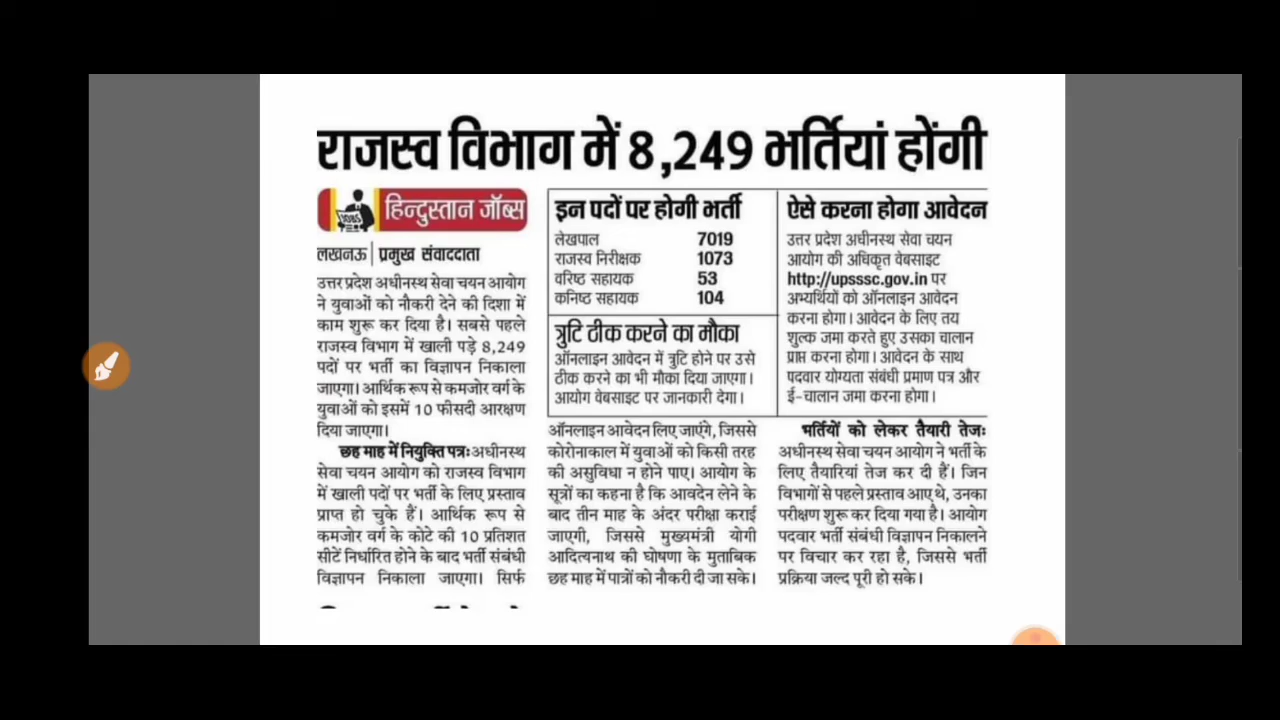 राजस्व विभाग में 8,249 भर्तियां होंगी
JOBS हिन्दुस्तान जॉब्स
लखनऊ | प्रमुख संवाददाता
उत्तर प्रदेश अधीनस्थ सेवा चयन आयोग
ने युवाओं को नौकरी देने की दिशा में
काम शुरू कर दिया है। सबसे पहले
राजस्व विभाग में खाली पड़े 8,249
पदों पर भर्ती का विज्ञापन निकाला
जाएगा। आर्थिक रूप से कमजोर वर्ग के
युवाओं को इसमें 10 फीसदी आरक्षण
दिया जाएगा।
छह माह में नियुक्ति पत्र: अधीनस्थ
सेवा चयन आयोग को राजस्व विभाग
में खाली पदों पर भर्ती के लिए प्रस्ताव
प्राप्त हो चुके हैं। आर्थिक रूप से
कमजोर वर्ग के कोटे की 10 प्रतिशत
सीटें निर्धारित होने के बाद भर्ती संबंधी
विज्ञापन निकाला जाएगा। सिर्फ
इन पदों पर होगी भर्ती
लेखपाल 7019
राजस्व निरीक्षक 1073
वरिष्ठ सहायक 53
कनिष्ठ सहायक 104
त्रुटि ठीक करने का मौका
ऑनलाइन आवेदन में त्रुटि होने पर उसे
ठीक करने का भी मौका दिया जाएगा।
आयोग वेबसाइट पर जानकारी देगा।
ऐसे करना होगा आवेदन
उत्तर प्रदेश अधीनस्थ सेवा चयन
आयोग की अधिकृत वेबसाइट
http://upsssc.gov.in पर
अभ्यर्थियों को ऑनलाइन आवेदन
करना होगा। आवेदन के लिए तय
शुल्क जमा करते हुए उसका चालान
प्राप्त करना होगा। आवेदन के साथ
पदवार योग्यता संबंधी प्रमाण पत्र और
ई-चालान जमा करना होगा।
ऑनलाइन आवेदन लिए जाएंगे, जिससे
कोरोनाकाल में युवाओं को किसी तरह
की असुविधा न होने पाए। आयोग के
सूत्रों का कहना है कि आवदेन लेने के
बाद तीन माह के अंदर परीक्षा कराई
जाएगी, जिससे मुख्यमंत्री योगी
आदित्यनाथ की घोषणा के मुताबिक
छह माह में पात्रों को नौकरी दी जा सके।
भर्तियों को लेकर तैयारी तेज:
अधीनस्थ सेवा चयन आयोग ने भर्ती के
लिए तैयारियां तेज कर दी हैं। जिन
विभागों से पहले प्रस्ताव आए थे, उनका
परीक्षण शुरू कर दिया गया है। आयोग
पदवार भर्ती संबंधी विज्ञापन निकालने
पर विचार कर रहा है, जिससे भर्ती
प्रक्रिया जल्द पूरी हो सके।